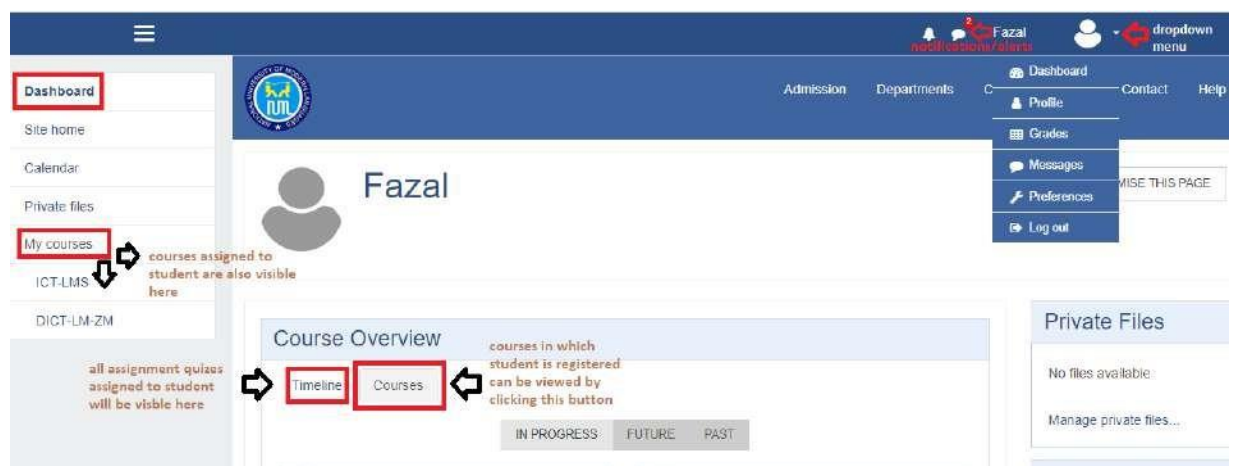 2
Fazal
notifications/alerts
dropdown
menu
Dashboard
Site home
Calendar
Private files
My courses
ICT-LMS
DICT-LM-ZM
courses assigned to
student are also visible
here
Admission Departments C Contact Help
Dashboard
Profile
Grades
Messages
Preferences
Log out
MISE THIS PAGE
Fazal
Course Overview
all assignment quizes
assigned to student
will be visble here
Timeline
Courses
courses in which
student is registered
can be viewed by
clicking this button
IN PROGRESS FUTURE PAST
Private Files
No files available
Manage private files...